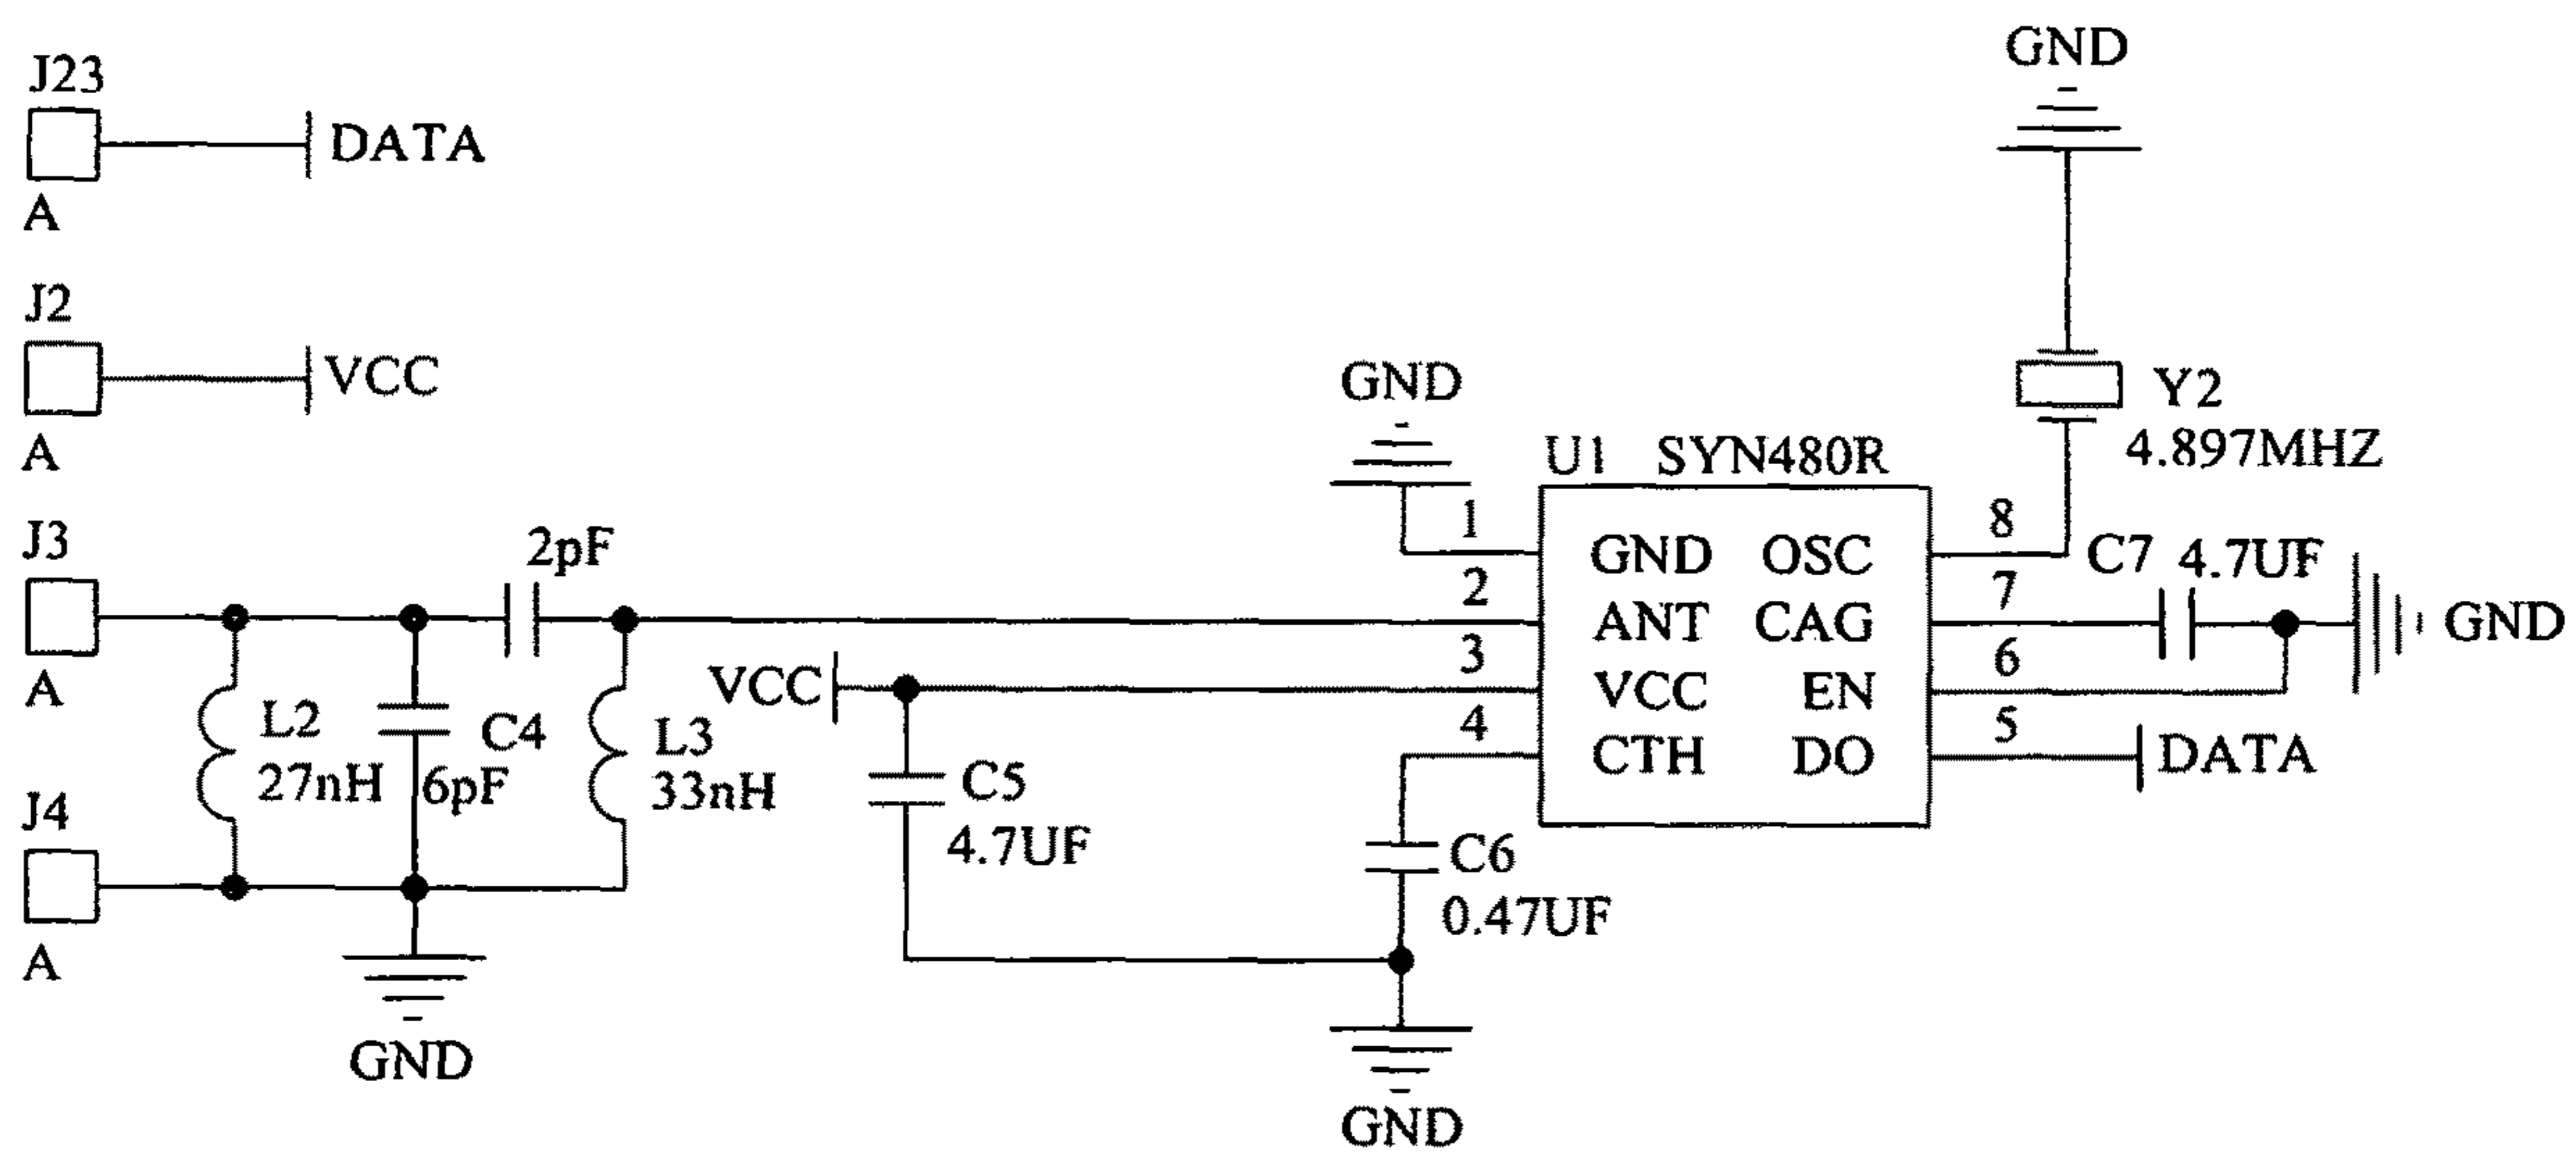 J23
DATA
A
J2
VCC
A
J3
A
J4
A
2pF
L2
27nH
C4
6pF
L3
33nH
GND
VCC
C5
4.7UF
GND
U1 SYN480R
1
2
3
4
GND OSC
ANT CAG
VCC EN
CTH DO
8
7
6
5
C6
0.47UF
GND
GND
Y2
4.897MHZ
C7 4.7UF
GND
DATA